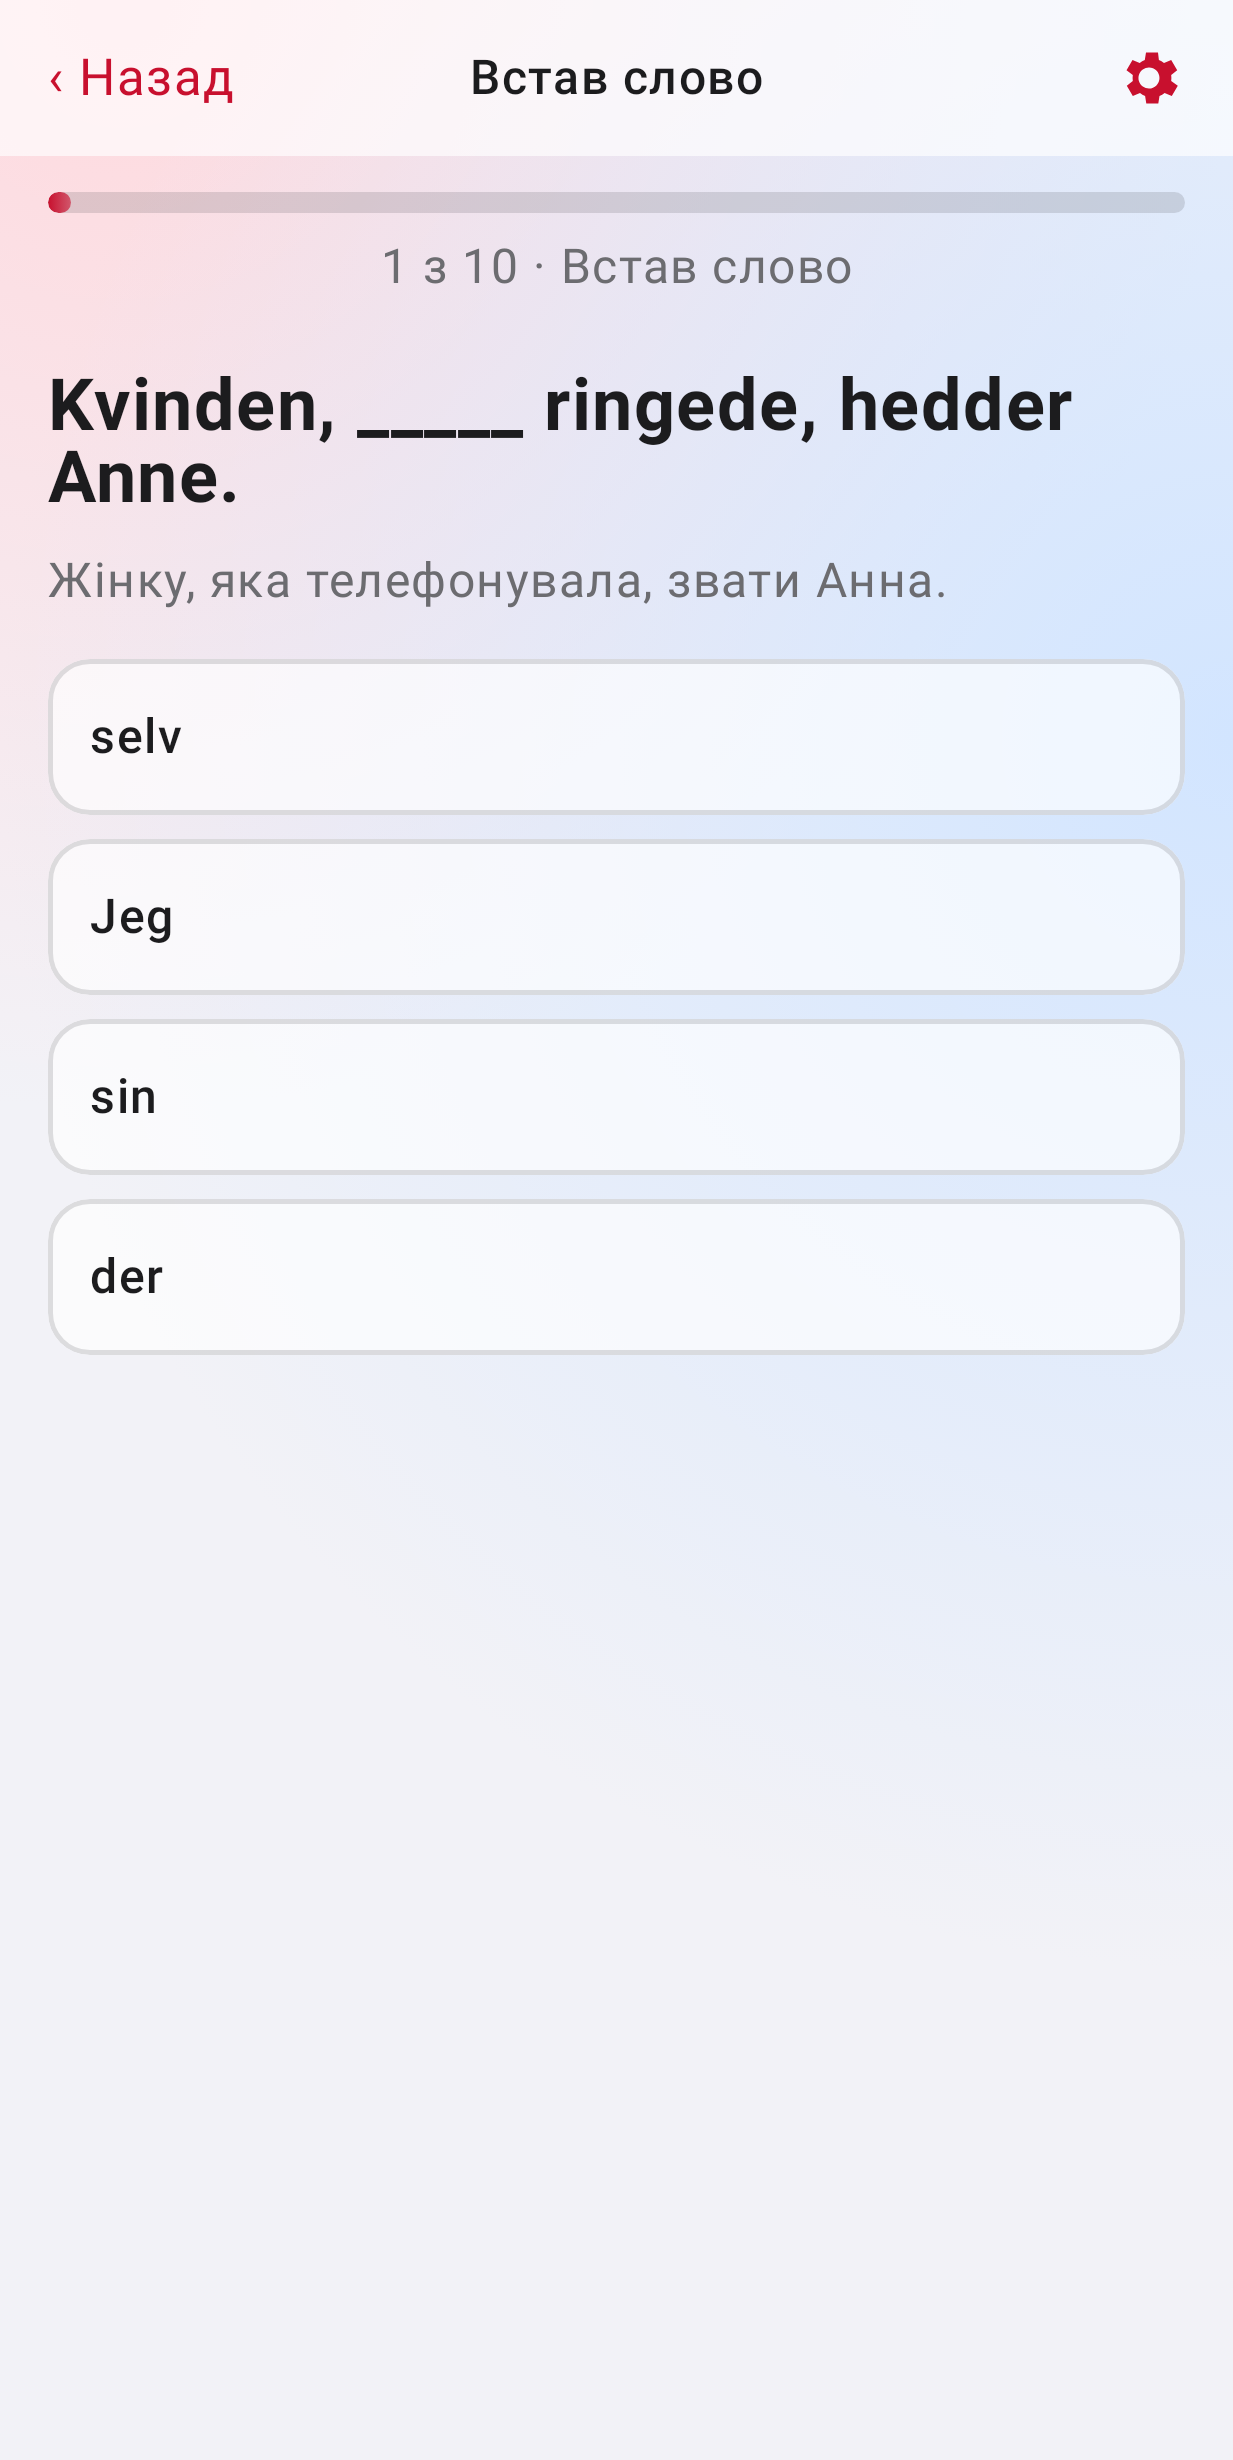 ‹ Назад
Встав слово
1 з 10 · Встав слово
Kvinden, _____ ringede, hedder
Anne.
Жінку, яка телефонувала, звати Анна.
selv
Jeg
sin
der